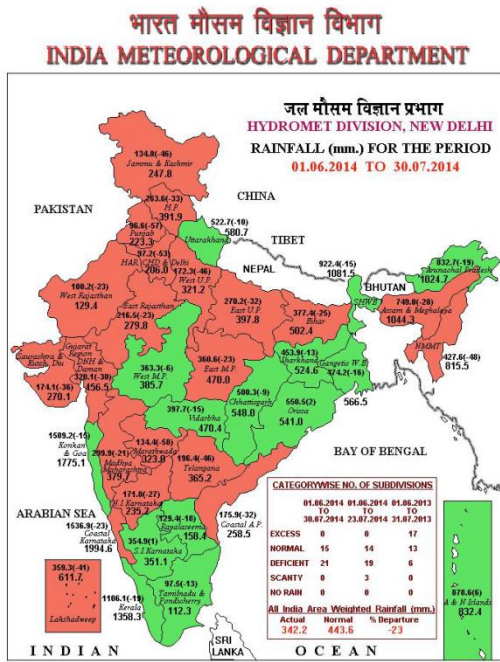 भारत मौसम विज्ञान विभाग
INDIA METEOROLOGICAL DEPARTMENT
जल मौसम विज्ञान प्रभाग
HYDROMET DIVISION, NEW DELHI
RAINFALL (mm.) FOR THE PERIOD
01.06.2014 TO 30.07.2014
134.8(-46)
Jammu & Kashmir
247.8
CHINA
263.6(-33)
H.P.
391.9
PAKISTAN
96.6(-57)
Punjab
223.3
522.7(-10)
580.7
Uttarakhand
TIBET
97.2(-53)
HAR. CHD & Delhi
206.0
172.3(-46)
West U.P.
321.2
NEPAL
922.4(-15)
1081.5
BHUTAN
832.7(-19)
Arunachal Pradesh
1024.7
100.2(-23)
West Rajasthan
129.4
East Rajasthan
216.5(-23)
279.8
270.2(-32)
East U.P.
397.8
377.4(-25)
Bihar
502.4
SHWB
749.0(-28)
Assam & Meghalaya
1044.3
NMMT
427.6(-48)
815.5
Gujarat
Region
DNH &
Daman
320.1(-30)
456.5
Saurashtra &
Kutch, Diu
174.1(-36)
270.1
363.3(-6)
West M.P.
385.7
360.6(-23)
East M.P.
470.0
453.9(-13)
Jharkhand
524.6
Gangetic W.B.
474.2(-16)
566.5
500.3(-9)
Chhattisgarh
548.0
550.5(2)
Orissa
541.0
397.7(-15)
Vidarbha
470.4
1509.2(-15)
Konkan
& Goa
1775.1
299.9(-21)
Madhya
Maharashtra
134.4(-58)
Marathwada
323.8
196.4(-46)
Telangana
365.2
BAY OF BENGAL
171.8(-27)
N.I.Karnataka
ARABIAN SEA
1536.9(-23)
Coastal
Karnataka
1994.6
129.4(-18)
Rayalaseema
158.4
175.9(-32)
Coastal A.P.
258.5
354.9(1)
S.I.Karnataka
351.1
97.5(-13)
Tamilnadu &
Pondicherry
112.3
1106.1(-19)
Kerala
1358.3
359.3(-41)
611.7
Lakshadweep
CATEGORYWISE NO. OF SUBDIVISIONS
01.06.2014 01.06.2014 01.06.2013
TO TO TO
30.07.2014 23.07.2014 31.07.2013
EXCESS 0 0 17
NORMAL 15 14 13
DEFICIENT 21 19 6
SCANTY 0 3 0
NO RAIN 0 0 0
All India Area Weighted Rainfall (mm.)
Actual Normal % Departure
342.2 443.6 -23
878.6(6)
A & N Islands
832.4
SRI
LANKA
INDIAN OCEAN